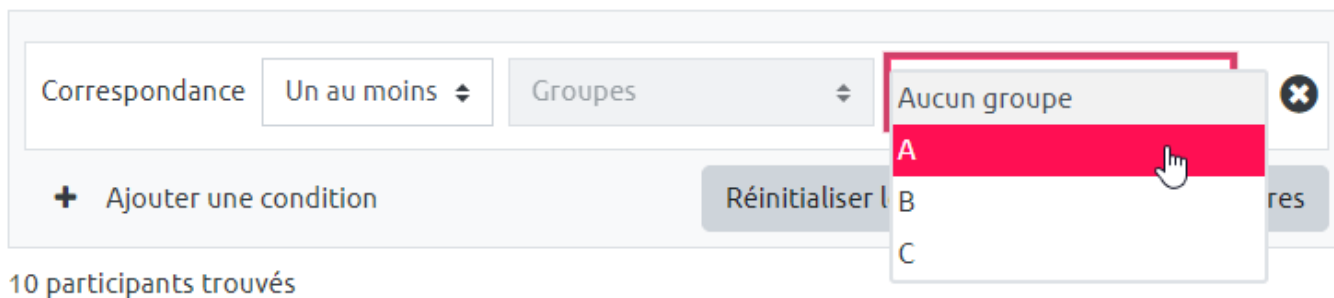 Correspondance Un au moins Groupes
Aucun groupe
A
B
C
Ajouter une condition
Réinitialiser l
res
10 participants trouvés